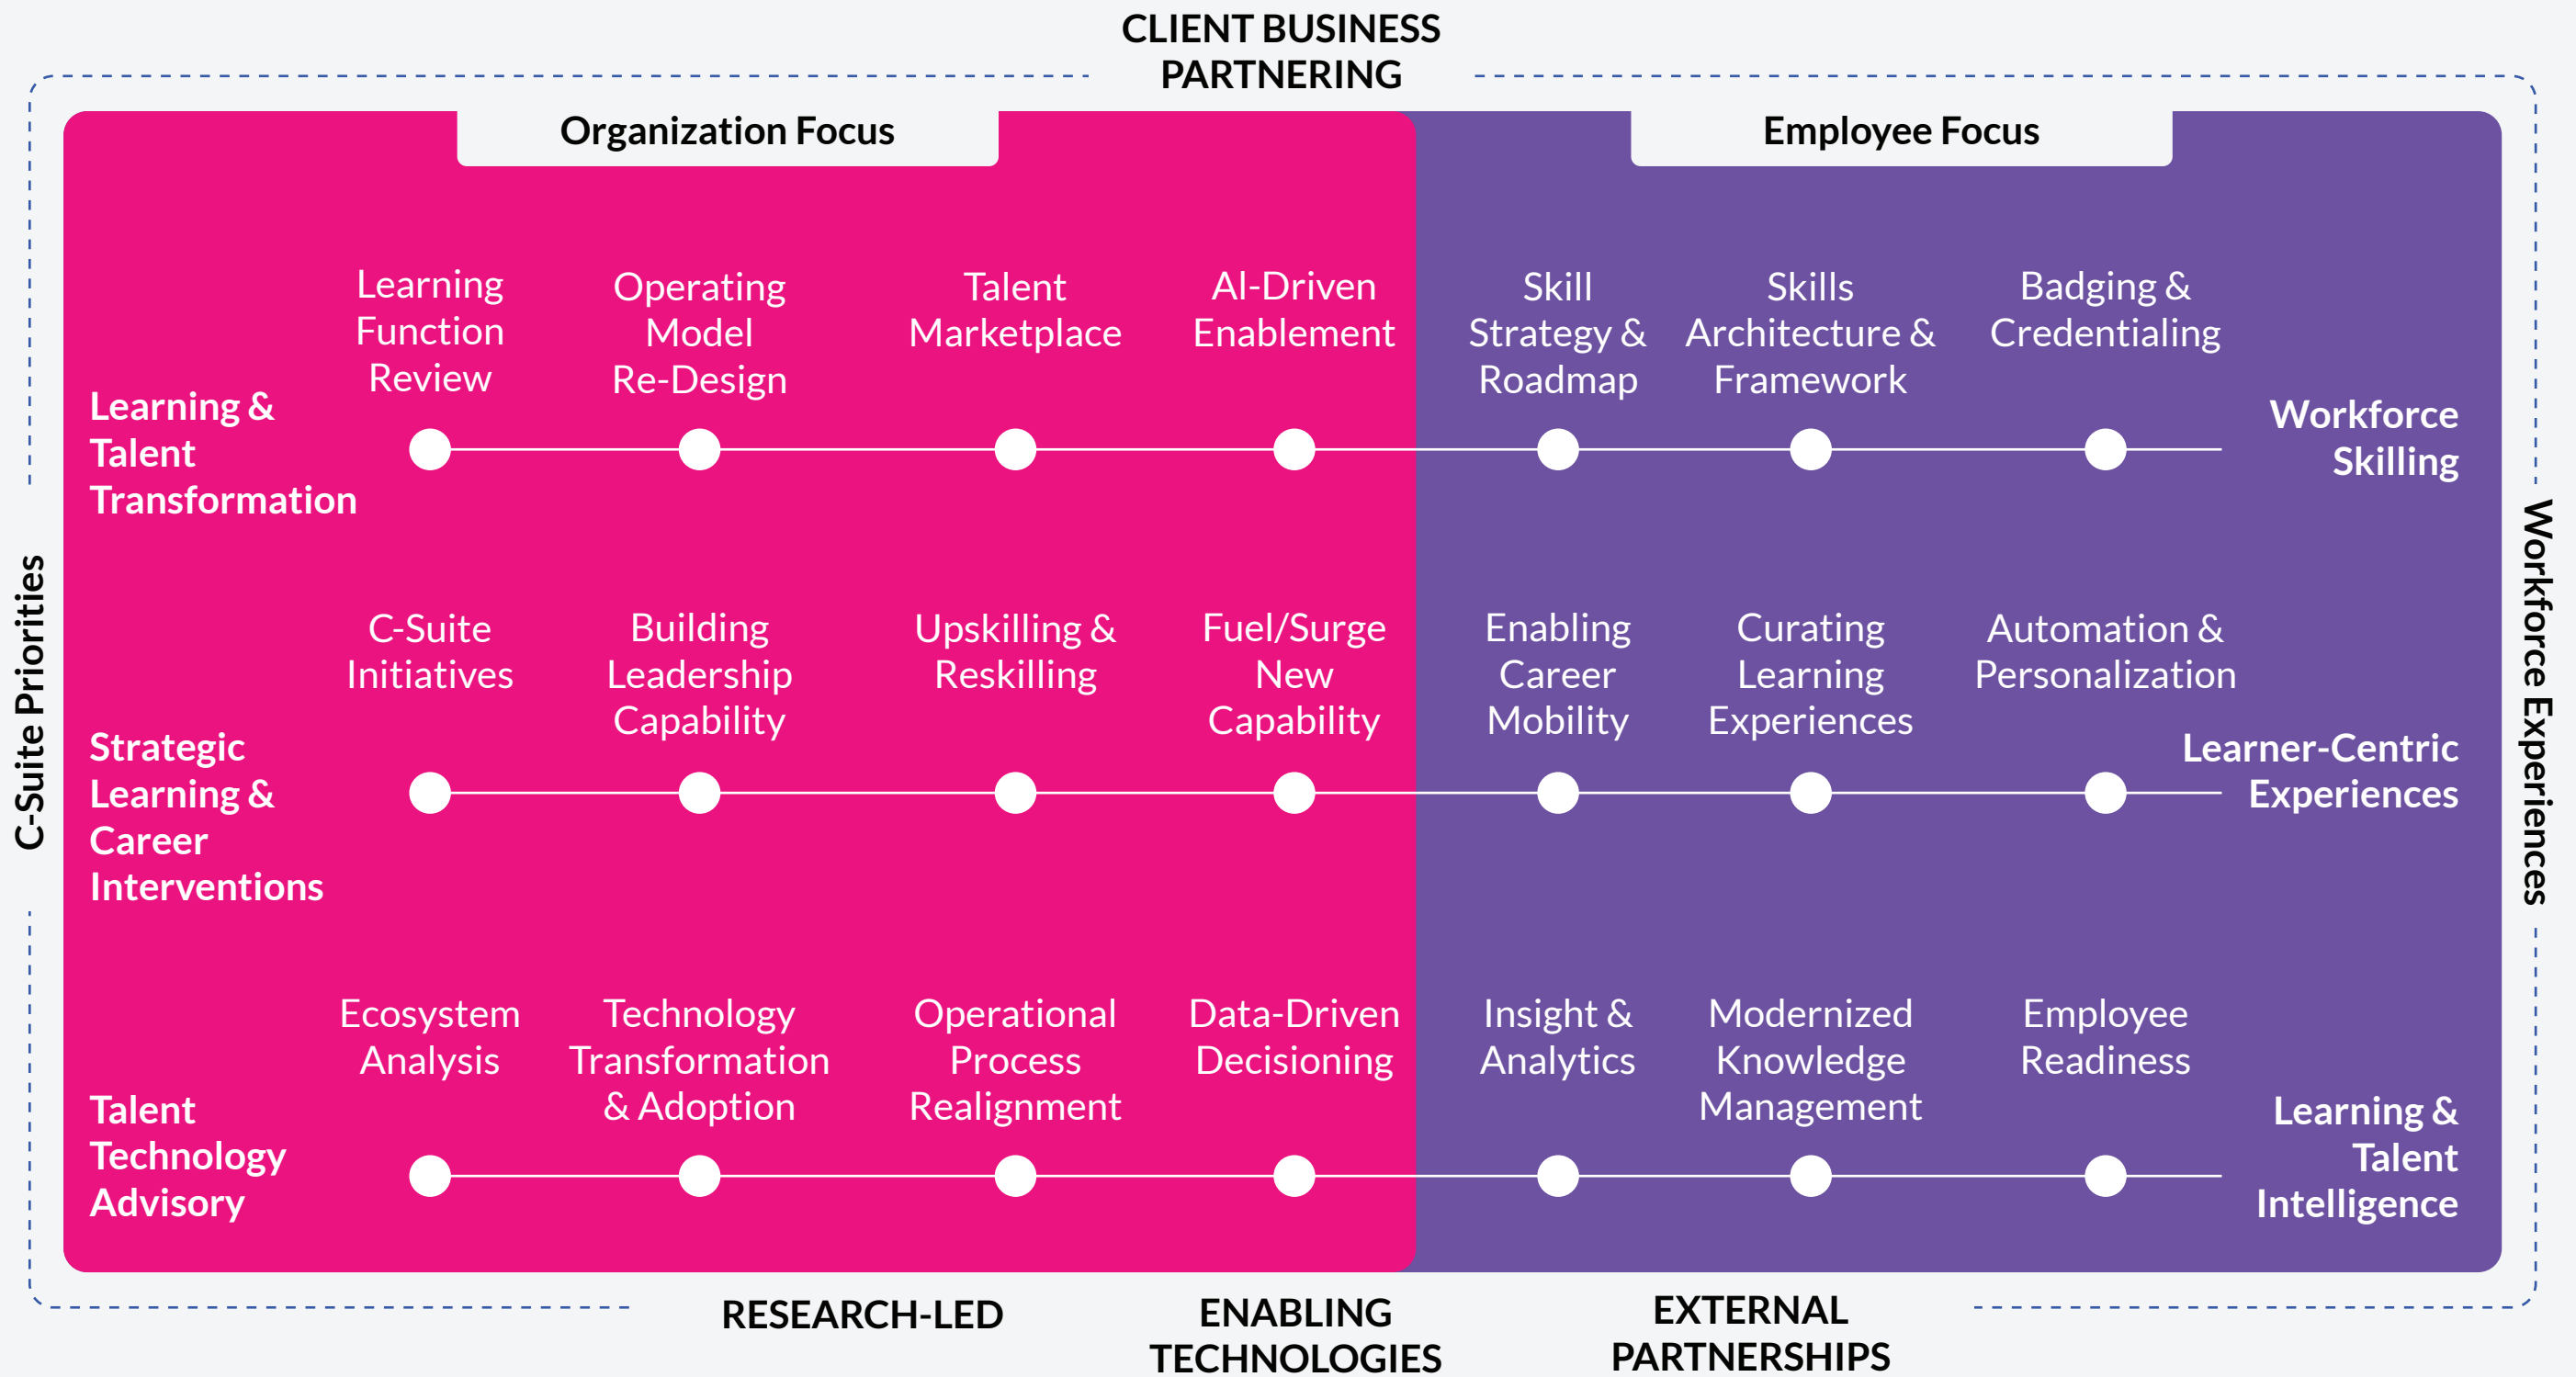 CLIENT BUSINESS
PARTNERING
Organization Focus
Employee Focus
Learning
Function
Review
Operating
Model
Re-Design
Talent
Marketplace
AI-Driven
Enablement
Skill
Strategy &
Roadmap
Skills
Architecture &
Framework
Badging &
Credentialing
Learning &
Talent
Transformation
Workforce
Skilling
C-Suite Priorities
Workforce Experiences
C-Suite
Initiatives
Building
Leadership
Capability
Upskilling &
Reskilling
Fuel/Surge
New
Capability
Enabling
Career
Mobility
Curating
Learning
Experiences
Automation &
Personalization
Strategic
Learning &
Career
Interventions
Learner-Centric
Experiences
Ecosystem
Analysis
Technology
Transformation
& Adoption
Operational
Process
Realignment
Data-Driven
Decisioning
Insight &
Analytics
Modernized
Knowledge
Management
Employee
Readiness
Talent
Technology
Advisory
Learning &
Talent
Intelligence
RESEARCH-LED
ENABLING
TECHNOLOGIES
EXTERNAL
PARTNERSHIPS